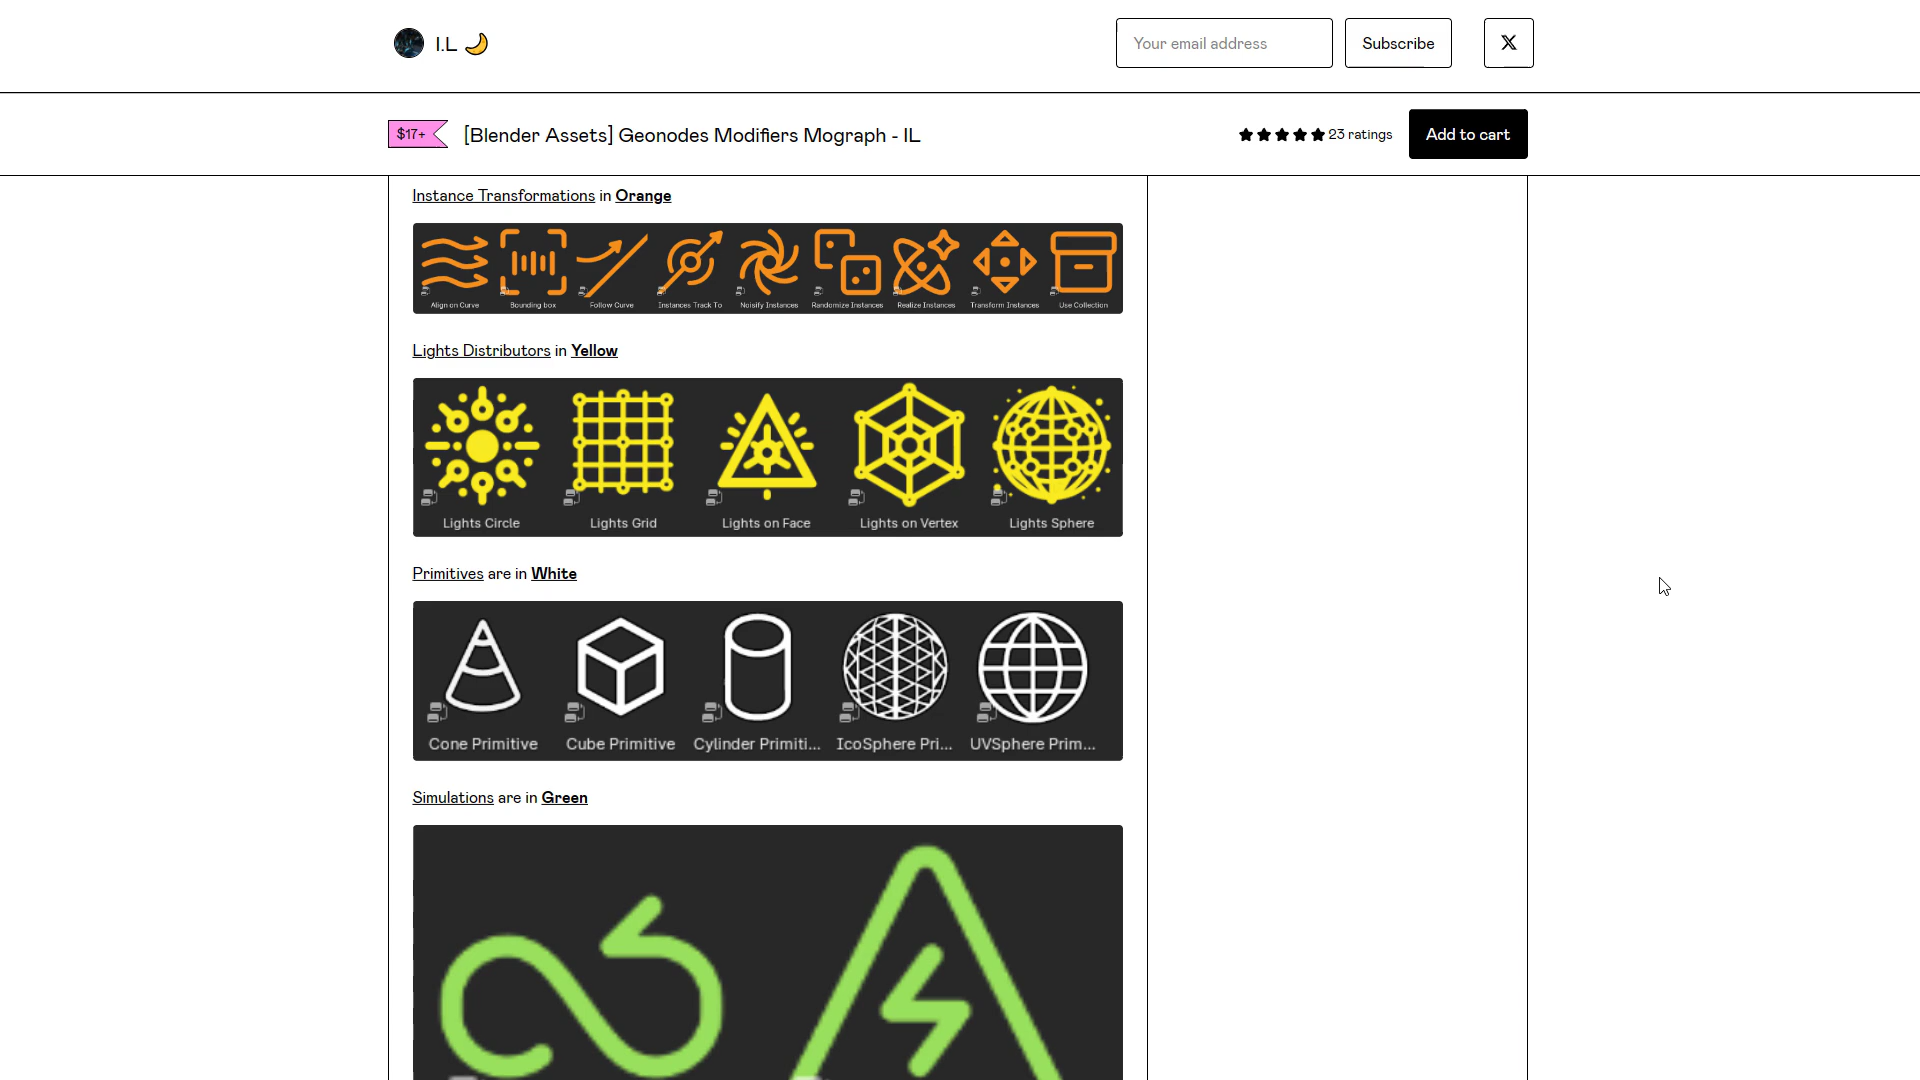 I.L 🌙
Your email address
Subscribe
$17+
[Blender Assets] Geonodes Modifiers Mograph - IL
23 ratings
Add to cart
Instance Transformations in Orange
Align on Curve
Bounding box
Follow Curve
Instances Track To
Noisify Instances
Randomize Instances
Realize Instances
Transform Instances
Use Collection
Lights Distributors in Yellow
Lights Circle
Lights Grid
Lights on Face
Lights on Vertex
Lights Sphere
Primitives are in White
Cone Primitive
Cube Primitive
Cylinder Primiti...
IcoSphere Pri...
UVSphere Prim...
Simulations are in Green